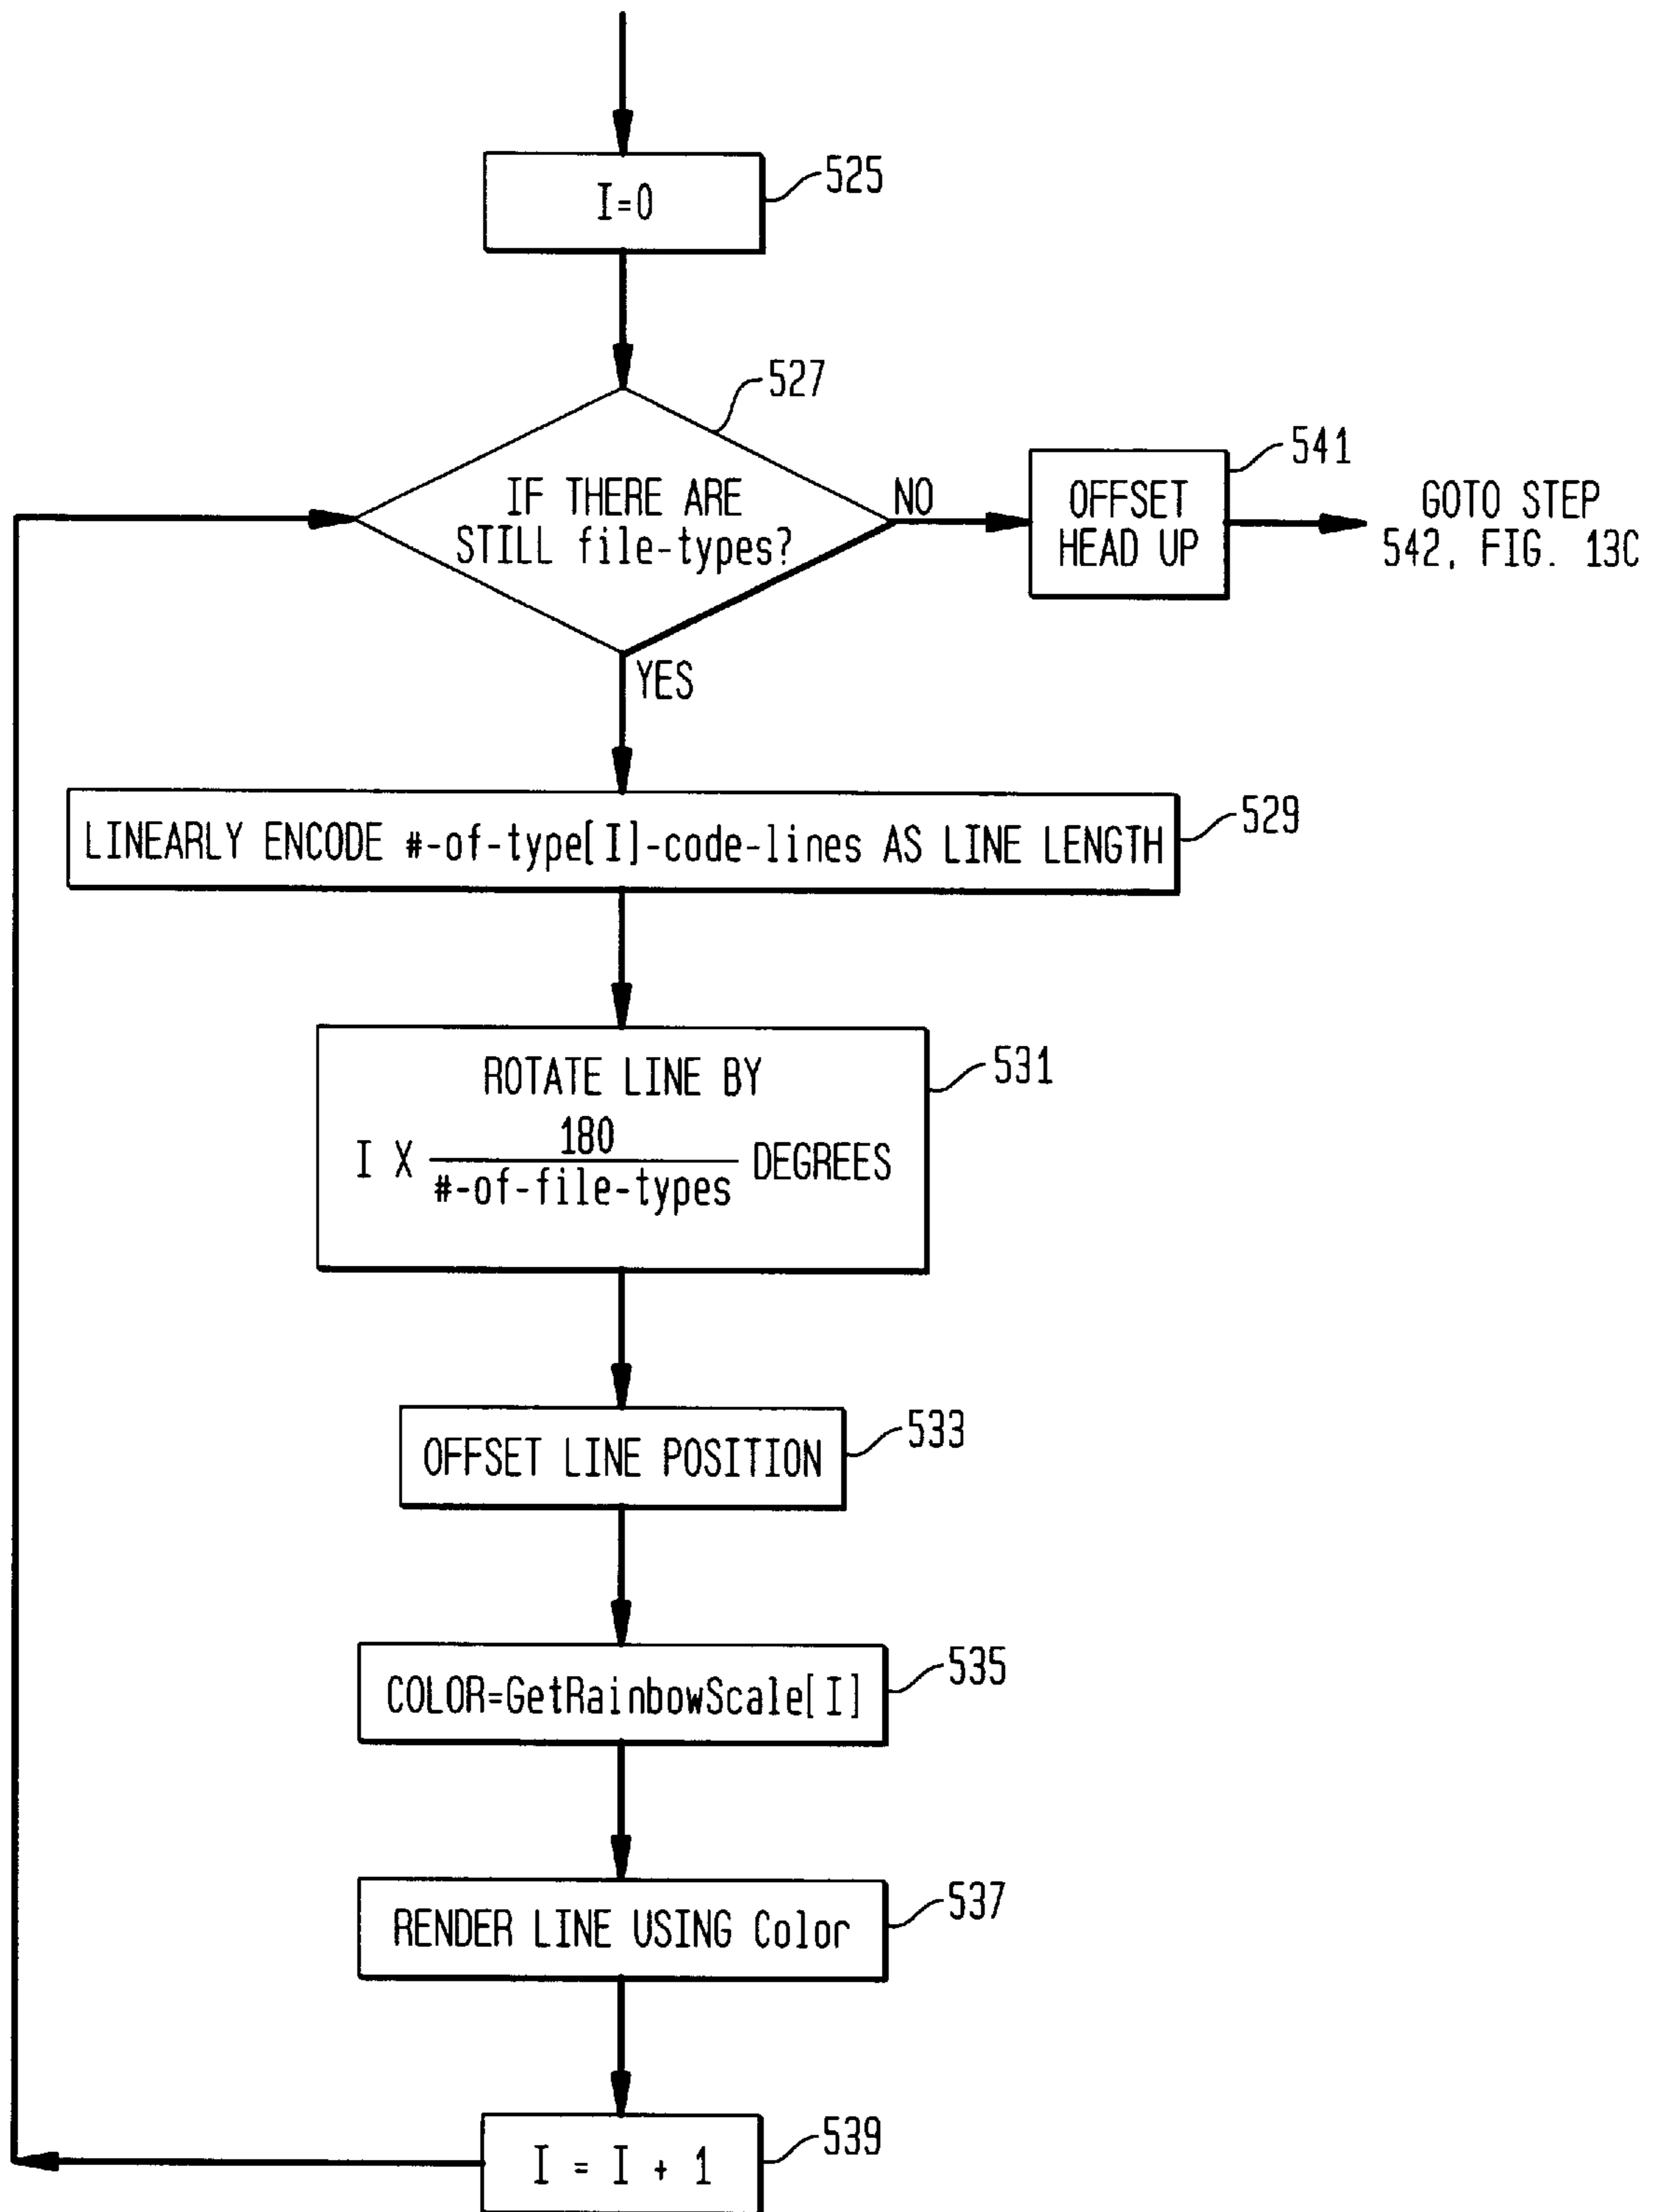 I=0
525
527
IF THERE ARE
STILL file-types?
NO
541
OFFSET
HEAD UP
GOTO STEP
542, FIG. 13C
YES
LINEARLY ENCODE #-of-type[I]-code-lines AS LINE LENGTH
529
ROTATE LINE BY
I X 180 / #-of-file-types DEGREES
531
OFFSET LINE POSITION
533
COLOR=GetRainbowScale[I]
535
RENDER LINE USING Color
537
I = I + 1
539